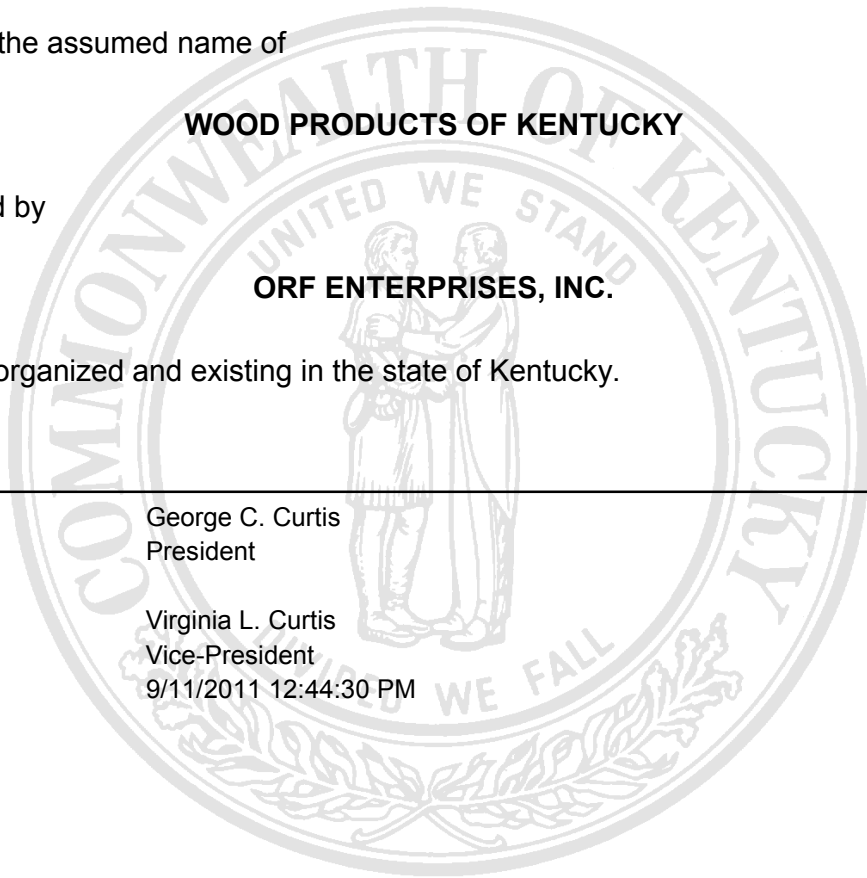 the assumed name of
WOOD PRODUCTS OF KENTUCKY
d by
ORF ENTERPRISES, INC.
organized and existing in the state of Kentucky.
George C. Curtis
President
Virginia L. Curtis
Vice-President
9/11/2011 12:44:30 PM
COMMONWEALTH OF KENTUCKY
UNITED WE STAND
DIVIDED WE FALL